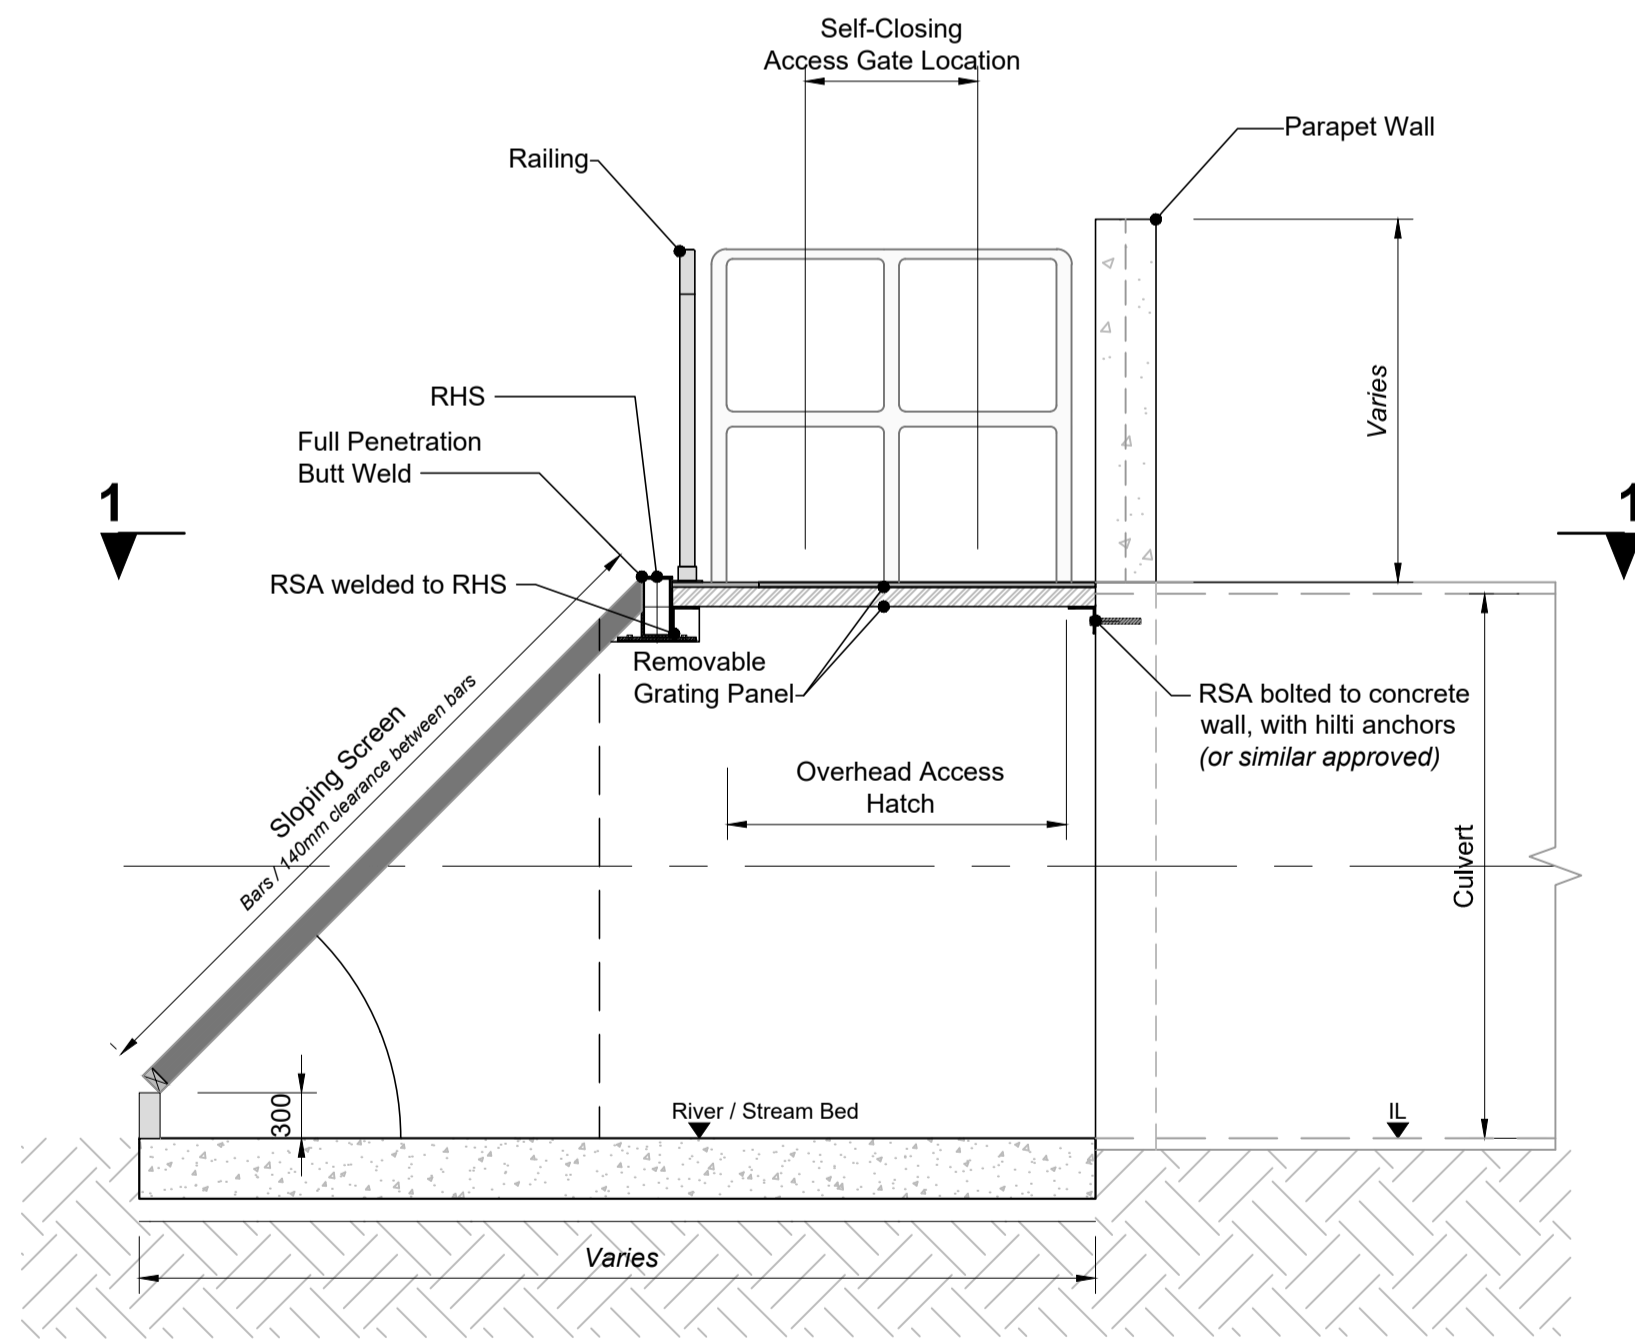 Self-Closing
Access Gate Location
Parapet Wall
Railing
RHS
Varies
Full Penetration
Butt Weld
1
1
RSA welded to RHS
Removable
Grating Panel
RSA bolted to concrete
wall, with hilti anchors
(or similar approved)
Sloping Screen
Bars / 140mm clearance between bars
Overhead Access
Hatch
Culvert
300
River / Stream Bed
IL
Varies